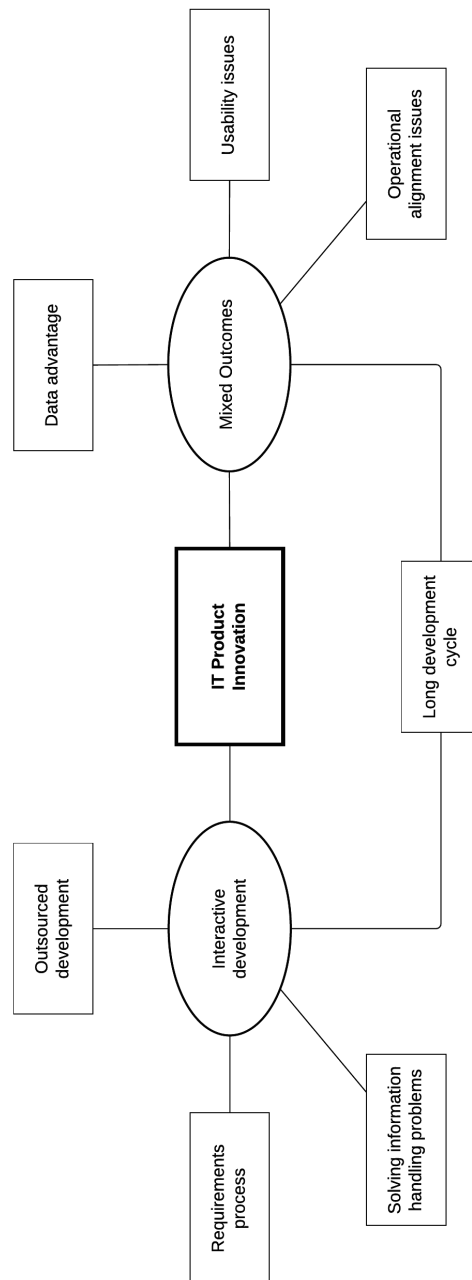 Outsourced
development
Data advantage
Requirements
process
Interactive
development
IT Product
Innovation
Mixed Outcomes
Usability issues
Solving information
handling problems
Long development
cycle
Operational
alignment issues